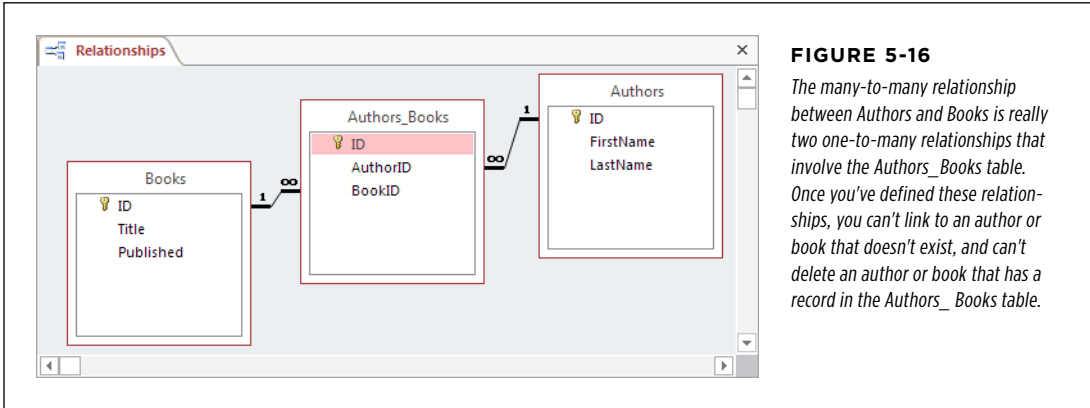 Relationships
Books
ID
Title
Published
1
∞
Authors_Books
ID
AuthorID
BookID
∞
1
Authors
ID
FirstName
LastName
FIGURE 5-16
The many-to-many relationship
between Authors and Books is really
two one-to-many relationships that
involve the Authors_Books table.
Once you've defined these relation-
ships, you can't link to an author or
book that doesn't exist, and can't
delete an author or book that has a
record in the Authors_ Books table.